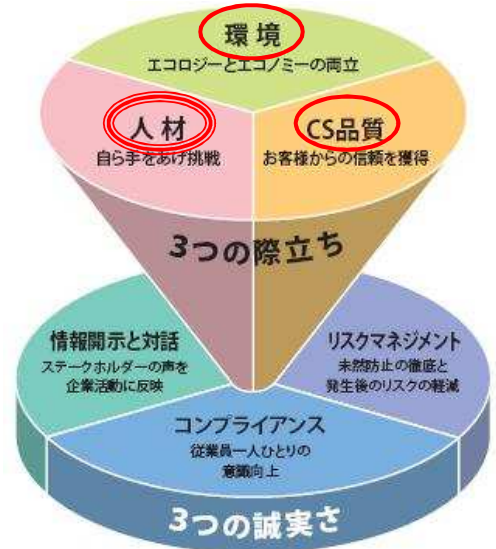 環境
エコロジーとエコノミーの両立
人材
自ら手をあげ挑戦
CS品質
お客様からの信頼を獲得
3つの際立ち
情報開示と対話
ステークホルダーの声を
企業活動に反映
リスクマネジメント
未然防止の徹底と
発生後のリスクの軽減
コンプライアンス
従業員一人ひとりの
意識向上
3つの誠実さ